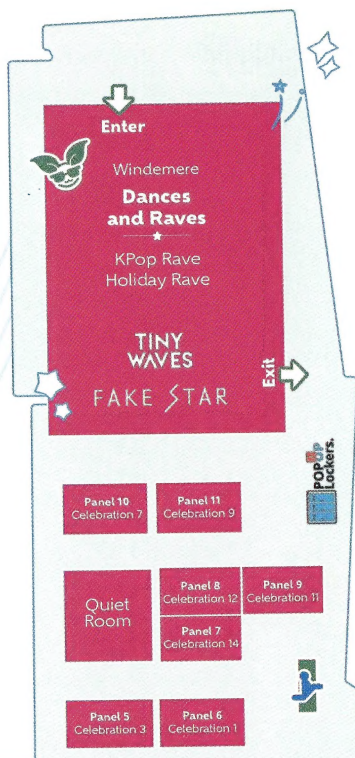 Enter
Windemere
Dances
and Raves
KPop Rave
Holiday Rave
TINY
WAVES
FAKE STAR
Exit
POPUP
Lockers.
Panel 10
Celebration 7
Panel 11
Celebration 9
Quiet
Room
Panel 8
Celebration 12
Panel 9
Celebration 11
Panel 7
Celebration 14
Panel 5
Celebration 3
Panel 6
Celebration 1